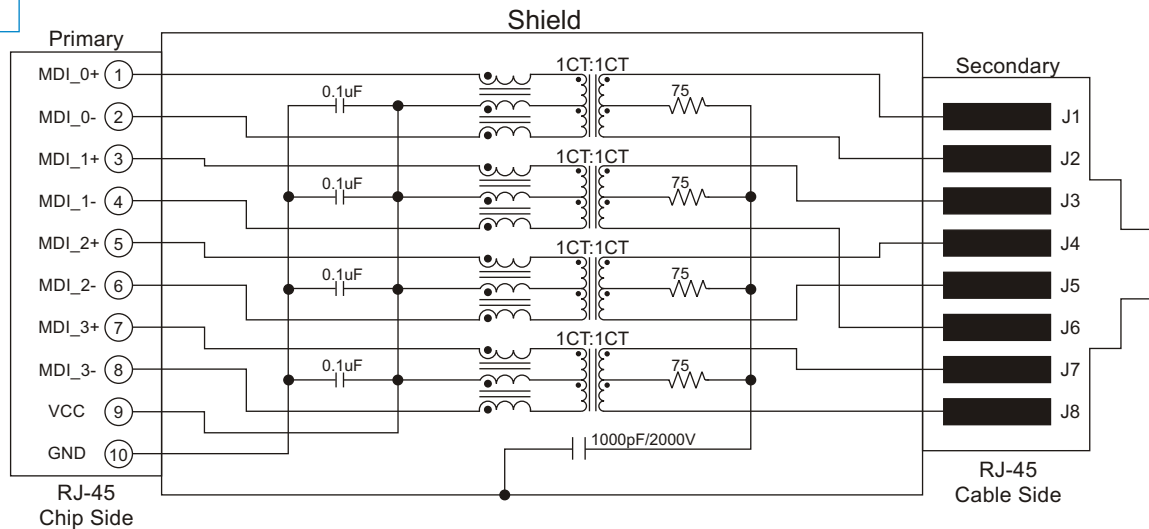 Shield
Primary
MDI_0+ 1
MDI_0- 2
MDI_1+ 3
MDI_1- 4
MDI_2+ 5
MDI_2- 6
MDI_3+ 7
MDI_3- 8
VCC 9
GND 10
RJ-45
Chip Side
0.1uF
0.1uF
0.1uF
0.1uF
1CT:1CT
1CT:1CT
1CT:1CT
1CT:1CT
75
75
75
75
1000pF/2000V
Secondary
J1
J2
J3
J4
J5
J6
J7
J8
RJ-45
Cable Side